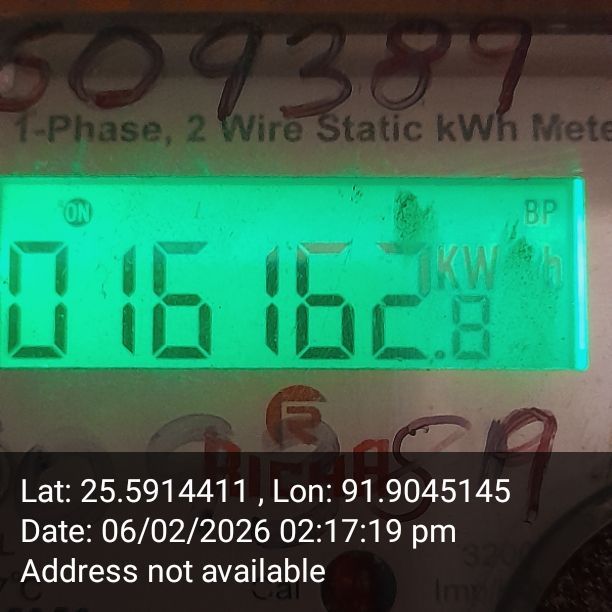 609389
1-Phase, 2 Wire Static kWh Mete
ON
BP
016162.8
KWh
Lat: 25.5914411 , Lon: 91.9045145
Date: 06/02/2026 02:17:19 pm
Address not available